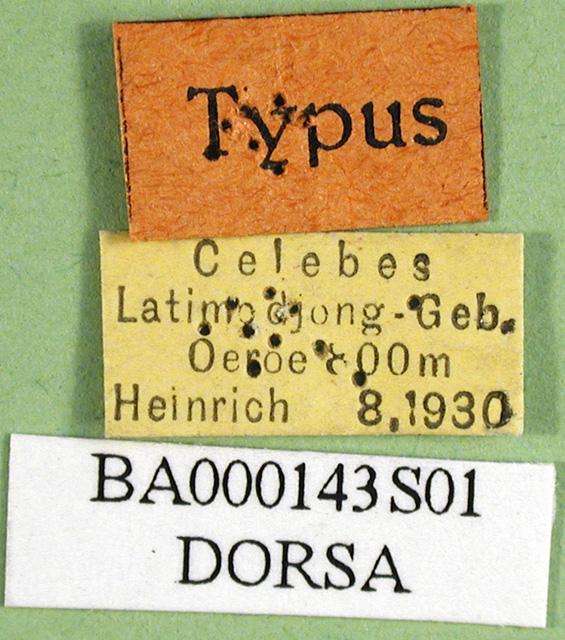 Typus
Celebes
Latimodjong-Geb.
Oeroe 800m
Heinrich 8,1930
BA000143S01
DORSA